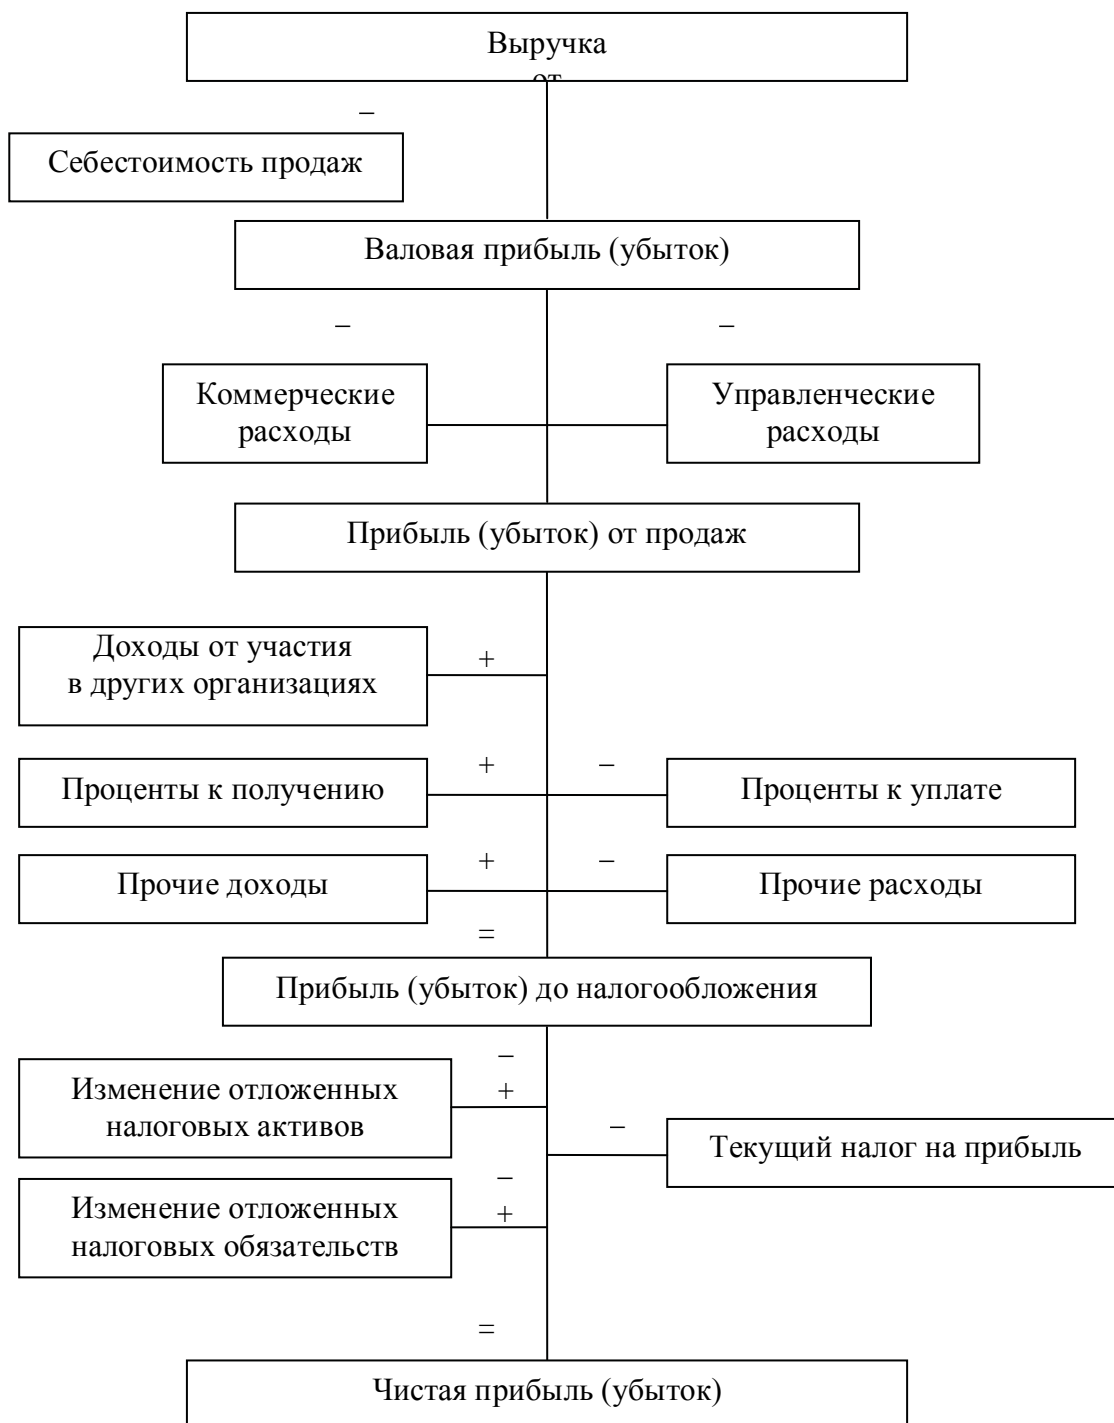 Выручка
от
–
Себестоимость продаж
Валовая прибыль (убыток)
– –
Коммерческие
расходы
Управленческие
расходы
Прибыль (убыток) от продаж
Доходы от участия
в других организациях
+
Проценты к получению
+ –
Проценты к уплате
Прочие доходы
+ –
Прочие расходы
=
Прибыль (убыток) до налогообложения
Изменение отложенных
налоговых активов
–
+
–
Текущий налог на прибыль
Изменение отложенных
налоговых обязательств
–
+
=
Чистая прибыль (убыток)